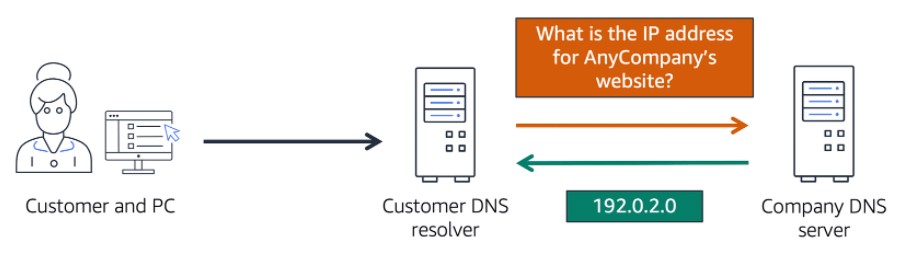 What is the IP address
for AnyCompany's
website?
Customer and PC
Customer DNS
resolver
192.0.2.0
Company DNS
server